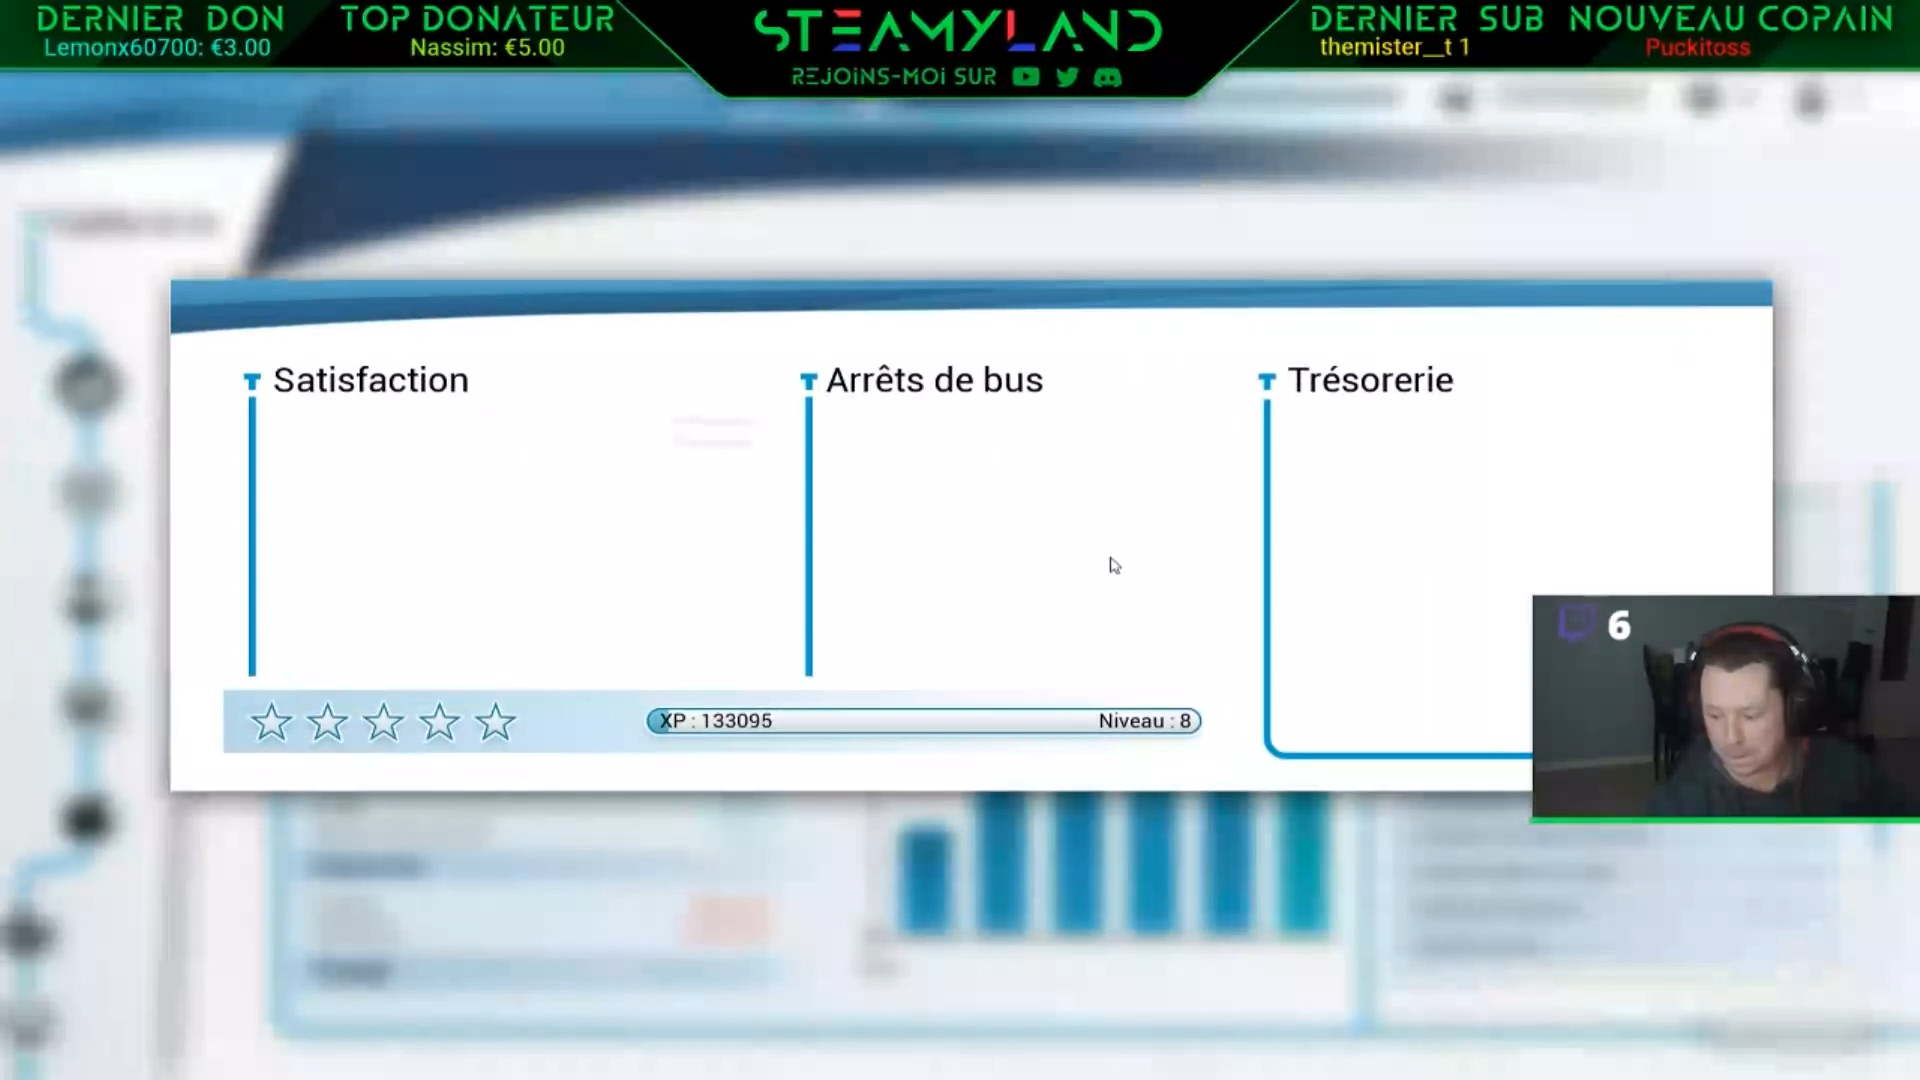 DERNIER DON
Lemonx60700: €3.00
TOP DONATEUR
Nassim: €5.00
STEAMYLAND
REJOINS-MOI SUR
DERNIER SUB
themister__t 1
NOUVEAU COPAIN
Puckitoss
Satisfaction
Arrêts de bus
Trésorerie
XP : 133095
Niveau : 8
6